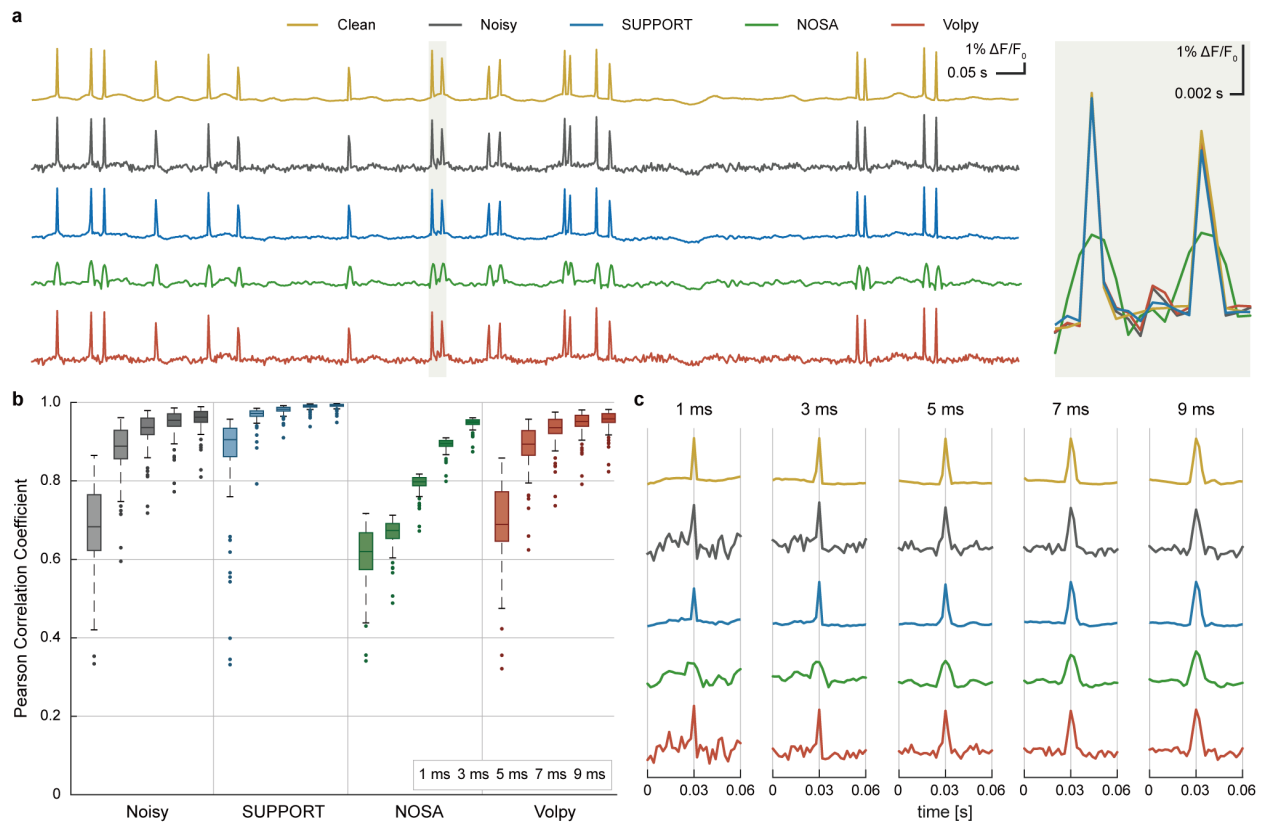 a
Clean Noisy SUPPORT NOSA Volpy
1% ΔF/F0
0.05 s
1% ΔF/F0
0.002 s
b
1.0
0.8
0.6
0.4
0.2
0
Pearson Correlation Coefficient
1 ms 3 ms 5 ms 7 ms 9 ms
Noisy SUPPORT NOSA Volpy
c
1 ms 3 ms 5 ms 7 ms 9 ms
0 0.03 0.06 0 0.03 0.06 0 0.03 0.06 0 0.03 0.06 0 0.03 0.06
time [s]